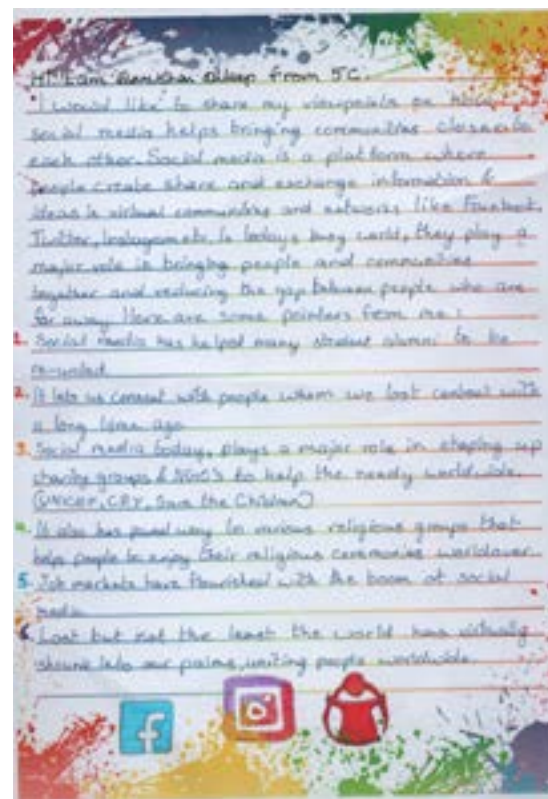 Hi! I am from 5C.
I would like to share my viewpoints on how
social media helps bringing communities closer to
each other. Social media is a platform where
people create share and exchange information &
ideas in virtual communities and networks like Facebook,
Twitter, Instagram etc. In todays busy world, they play a
major role in bringing people and communities
together and reducing the gap between people who are
far away. Here are some pointers from me :
1. Social media has helped many student alumni to be
re-united.
2. It lets us connect with people whom we lost contact with
a long time ago
3. Social media today, plays a major role in shaping up
charity groups & NGO's to help the needy worldwide.
(UNICEF, CRY, Save the Children)
4. It also has paved way to various religious groups that
help people to enjoy their religious ceremonies worldover.
5. Job markets have flourished with the boom of social
media.
6. Last but not the least the world has virtually
shrunk into our palms, uniting people worldwide.
f